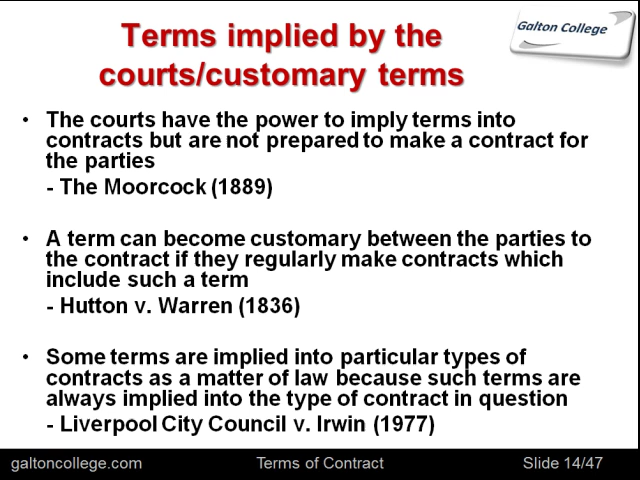 Terms implied by the
courts/customary terms
Galton College
• The courts have the power to imply terms into
contracts but are not prepared to make a contract for
the parties
- The Moorcock (1889)
• A term can become customary between the parties to
the contract if they regularly make contracts which
include such a term
- Hutton v. Warren (1836)
• Some terms are implied into particular types of
contracts as a matter of law because such terms are
always implied into the type of contract in question
- Liverpool City Council v. Irwin (1977)
galtoncollege.com Terms of Contract Slide 14/47